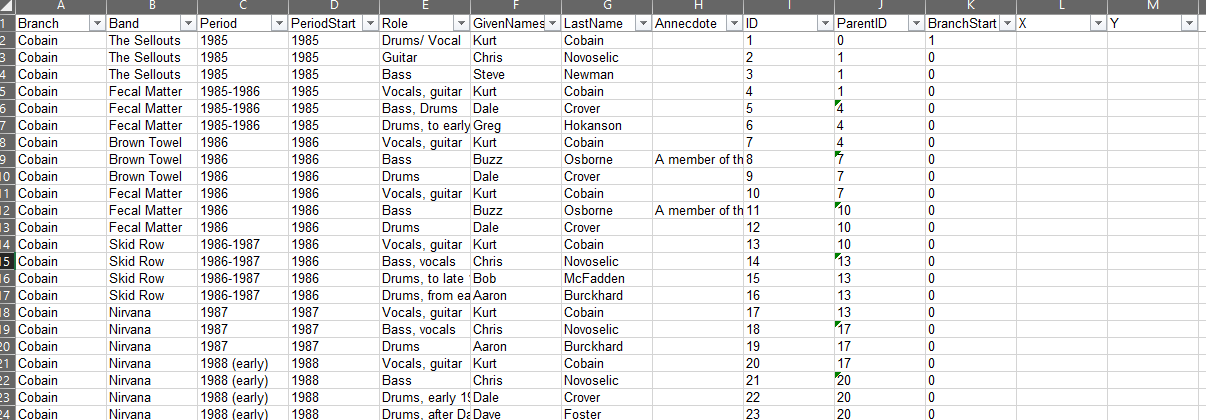 A B C D E F G H I J K L M
1 Branch Band Period PeriodStart Role GivenNames LastName Annecdote ID ParentID BranchStart X Y
2 Cobain The Sellouts 1985 1985 Drums/ Vocal Kurt Cobain 1 0 1
3 Cobain The Sellouts 1985 1985 Guitar Chris Novoselic 2 1 0
4 Cobain The Sellouts 1985 1985 Bass Steve Newman 3 1 0
5 Cobain Fecal Matter 1985-1986 1985 Vocals, guitar Kurt Cobain 4 1 0
6 Cobain Fecal Matter 1985-1986 1985 Bass, Drums Dale Crover 5 4 0
7 Cobain Fecal Matter 1985-1986 1985 Drums, to early Greg Hokanson 6 4 0
8 Cobain Brown Towel 1986 1986 Vocals, guitar Kurt Cobain 7 4 0
9 Cobain Brown Towel 1986 1986 Bass Buzz Osborne A member of th 8 7 0
10 Cobain Brown Towel 1986 1986 Drums Dale Crover 9 7 0
11 Cobain Fecal Matter 1986 1986 Vocals, guitar Kurt Cobain 10 7 0
12 Cobain Fecal Matter 1986 1986 Bass Buzz Osborne A member of th 11 10 0
13 Cobain Fecal Matter 1986 1986 Drums Dale Crover 12 10 0
14 Cobain Skid Row 1986-1987 1986 Vocals, guitar Kurt Cobain 13 10 0
15 Cobain Skid Row 1986-1987 1986 Bass, vocals Chris Novoselic 14 13 0
16 Cobain Skid Row 1986-1987 1986 Drums, to late Bob McFadden 15 13 0
17 Cobain Skid Row 1986-1987 1986 Drums, from ea Aaron Burckhard 16 13 0
18 Cobain Nirvana 1987 1987 Vocals, guitar Kurt Cobain 17 13 0
19 Cobain Nirvana 1987 1987 Bass, vocals Chris Novoselic 18 17 0
20 Cobain Nirvana 1987 1987 Drums Aaron Burckhard 19 17 0
21 Cobain Nirvana 1988 (early) 1988 Vocals, guitar Kurt Cobain 20 17 0
22 Cobain Nirvana 1988 (early) 1988 Bass Chris Novoselic 21 20 0
23 Cobain Nirvana 1988 (early) 1988 Drums, early 19 Dale Crover 22 20 0
24 Cobain Nirvana 1988 (early) 1988 Drums, after Da Dave Foster 23 20 0